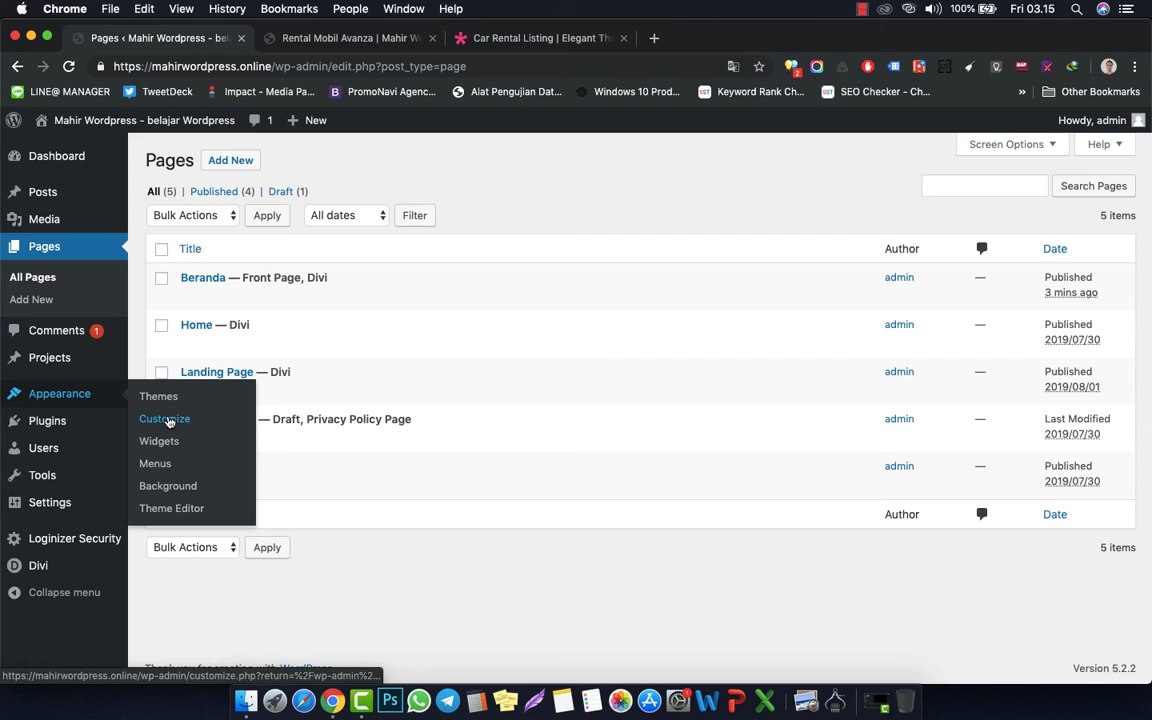 Chrome File Edit View History Bookmarks People Window Help 100% Fri 03.15
Pages ‹ Mahir Wordpress - bel
Rental Mobil Avanza | Mahir W
Car Rental Listing | Elegant Th
https://mahirwordpress.online/wp-admin/edit.php?post_type=page
LINE@ MANAGER TweetDeck Impact - Media Pa... PromoNavi Agenc... Alat Pengujian Dat... Windows 10 Prod... Keyword Rank Ch... SEO Checker - Ch... » Other Bookmarks
Mahir Wordpress - belajar Wordpress 1 New Howdy, admin
Dashboard
Posts
Media
Pages
All Pages
Add New
Comments 1
Projects
Appearance
Plugins
Users
Tools
Settings
Loginizer Security
Divi
Collapse menu
Themes
Customize
Widgets
Menus
Background
Theme Editor
Screen Options Help
Pages Add New
All (5) | Published (4) | Draft (1)
Search Pages
Bulk Actions Apply All dates Filter 5 items
Title Author Date
Beranda — Front Page, Divi admin — Published
3 mins ago
Home — Divi admin — Published
2019/07/30
Landing Page — Divi admin — Published
2019/08/01
— Draft, Privacy Policy Page admin — Last Modified
2019/07/30
admin — Published
2019/07/30
Author Date
Bulk Actions Apply 5 items
Version 5.2.2
https://mahirwordpress.online/wp-admin/customize.php?return=%2Fwp-admin%2...